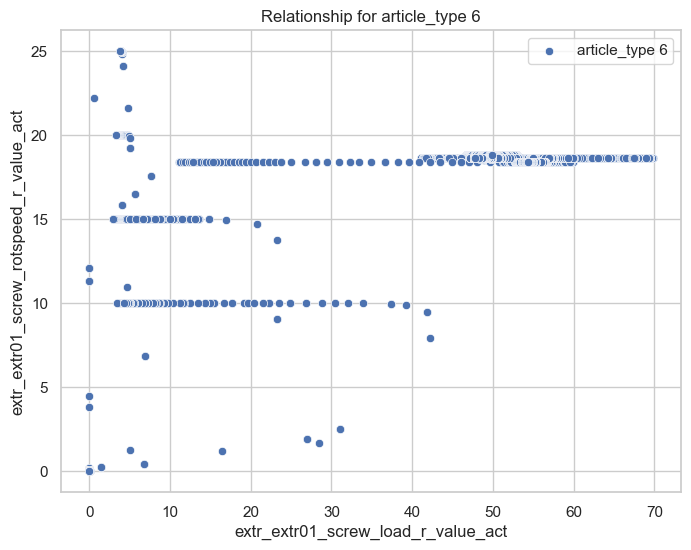 Relationship for article_type 6
article_type 6
extr_extr01_screw_rotspeed_r_value_act
25
20
15
10
5
0
0 10 20 30 40 50 60 70
extr_extr01_screw_load_r_value_act